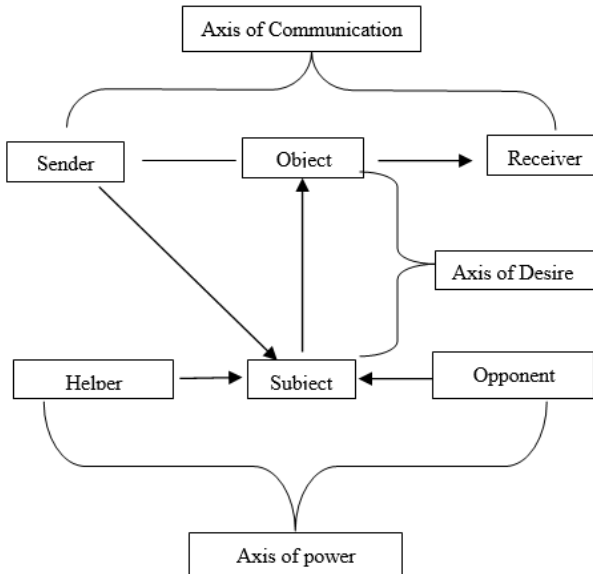 Axis of Communication
Sender
Object
Receiver
Axis of Desire
Helper
Subject
Opponent
Axis of power